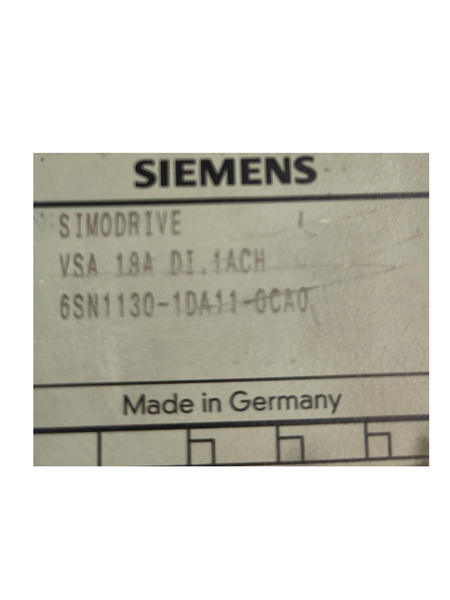 SIEMENS
SIMODRIVE
VSA 18A DI.1ACH
6SN1130-1DA11-0CA0
Made in Germany